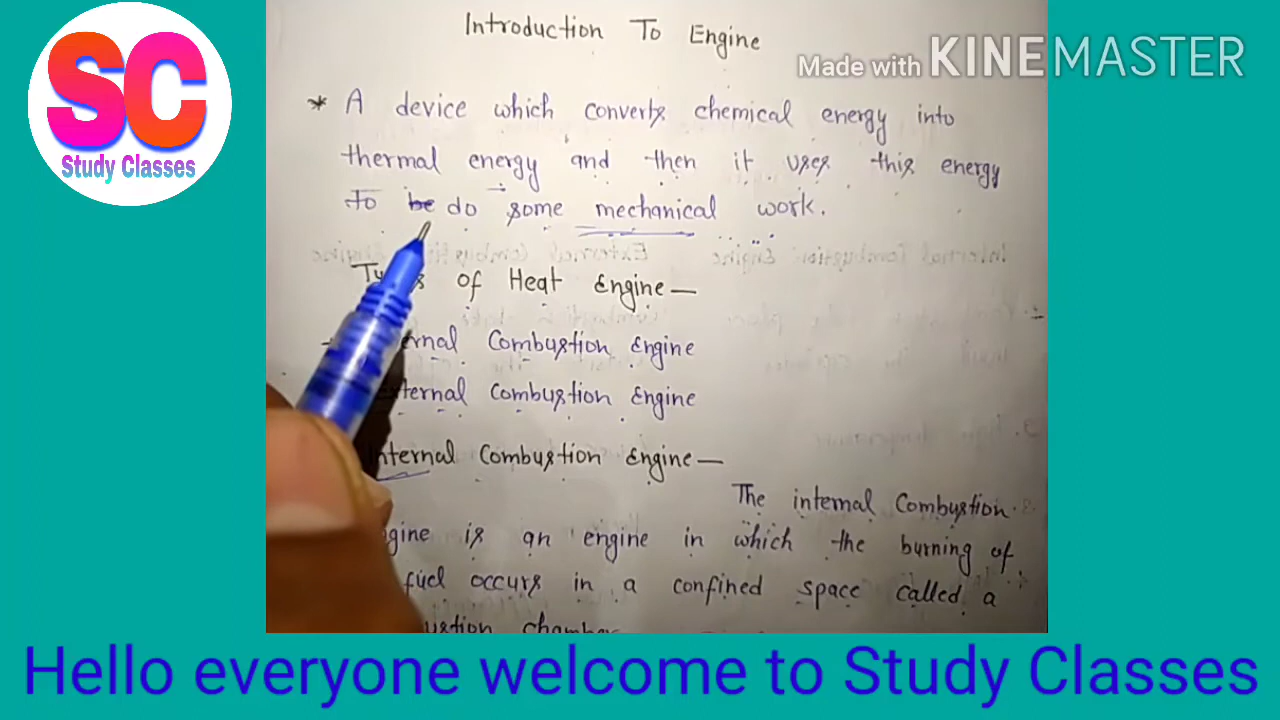 SC
Study Classes
Introduction To Engine
Made with KINEMASTER
* A device which converts chemical energy into
thermal energy and then it uses this energy
to be do some mechanical work.
of Heat Engine —
Combustion Engine
External Combustion Engine
Internal Combustion Engine —
The internal Combustion
is an engine in which the burning of
fuel occurs in a confined space called a
Hello everyone welcome to Study Classes